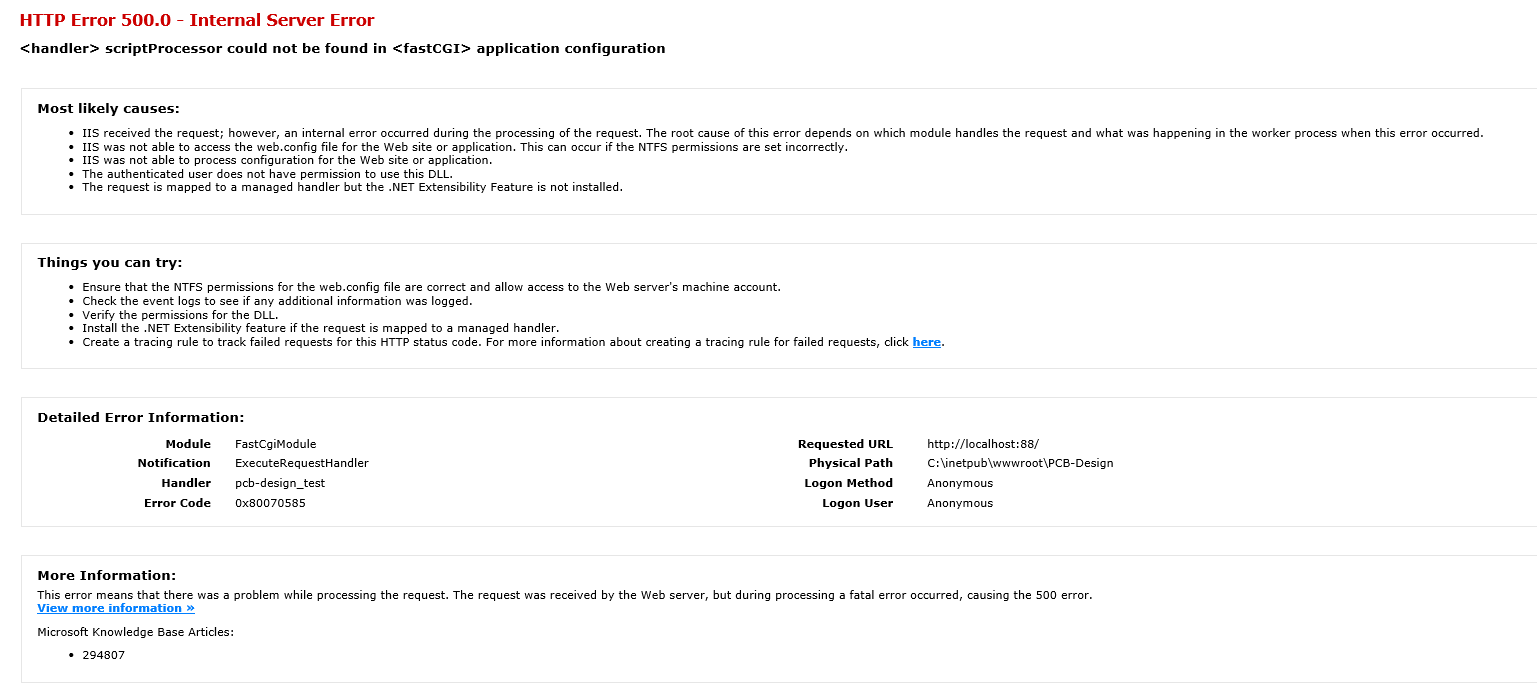 HTTP Error 500.0 - Internal Server Error
<handler> scriptProcessor could not be found in <fastCGI> application configuration
Most likely causes:
• IIS received the request; however, an internal error occurred during the processing of the request. The root cause of this error depends on which module handles the request and what was happening in the worker process when this error occurred.
• IIS was not able to access the web.config file for the Web site or application. This can occur if the NTFS permissions are set incorrectly.
• IIS was not able to process configuration for the Web site or application.
• The authenticated user does not have permission to use this DLL.
• The request is mapped to a managed handler but the .NET Extensibility Feature is not installed.
Things you can try:
• Ensure that the NTFS permissions for the web.config file are correct and allow access to the Web server's machine account.
• Check the event logs to see if any additional information was logged.
• Verify the permissions for the DLL.
• Install the .NET Extensibility feature if the request is mapped to a managed handler.
• Create a tracing rule to track failed requests for this HTTP status code. For more information about creating a tracing rule for failed requests, click here.
Detailed Error Information:
Module FastCgiModule
Notification ExecuteRequestHandler
Handler pcb-design_test
Error Code 0x80070585
Requested URL http://localhost:88/
Physical Path C:\inetpub\wwwroot\PCB-Design
Logon Method Anonymous
Logon User Anonymous
More Information:
This error means that there was a problem while processing the request. The request was received by the Web server, but during processing a fatal error occurred, causing the 500 error.
View more information »
Microsoft Knowledge Base Articles:
• 294807